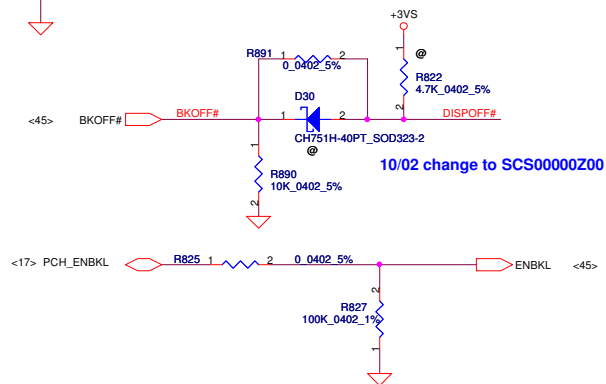 +3VS
R891 1 2
0_0402_5%
1 @
R822
4.7K_0402_5%
2
D30
<45> BKOFF# BKOFF# 1 2 DISPOFF#
CH751H-40PT_SOD323-2
@
10/02 change to SCS00000Z00
1
R890
10K_0402_5%
2
<17> PCH_ENBKL R825 1 2 0_0402_5% ENBKL <45>
2
R827
100K_0402_1%
1